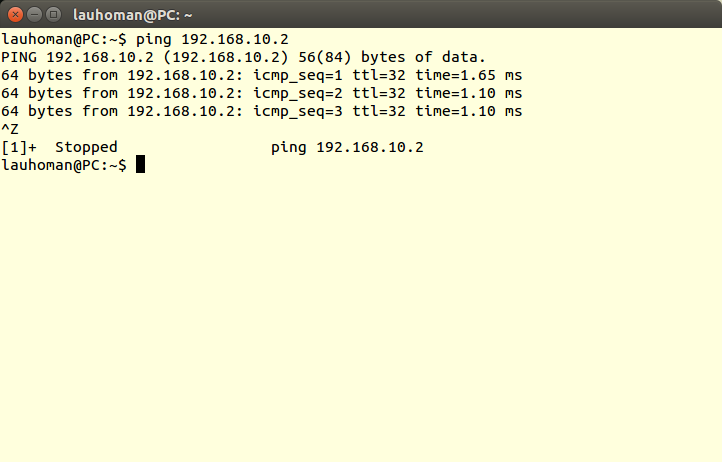 lauhoman@PC: ~
lauhoman@PC:~$ ping 192.168.10.2
PING 192.168.10.2 (192.168.10.2) 56(84) bytes of data.
64 bytes from 192.168.10.2: icmp_seq=1 ttl=32 time=1.65 ms
64 bytes from 192.168.10.2: icmp_seq=2 ttl=32 time=1.10 ms
64 bytes from 192.168.10.2: icmp_seq=3 ttl=32 time=1.10 ms
^Z
[1]+  Stopped                 ping 192.168.10.2
lauhoman@PC:~$